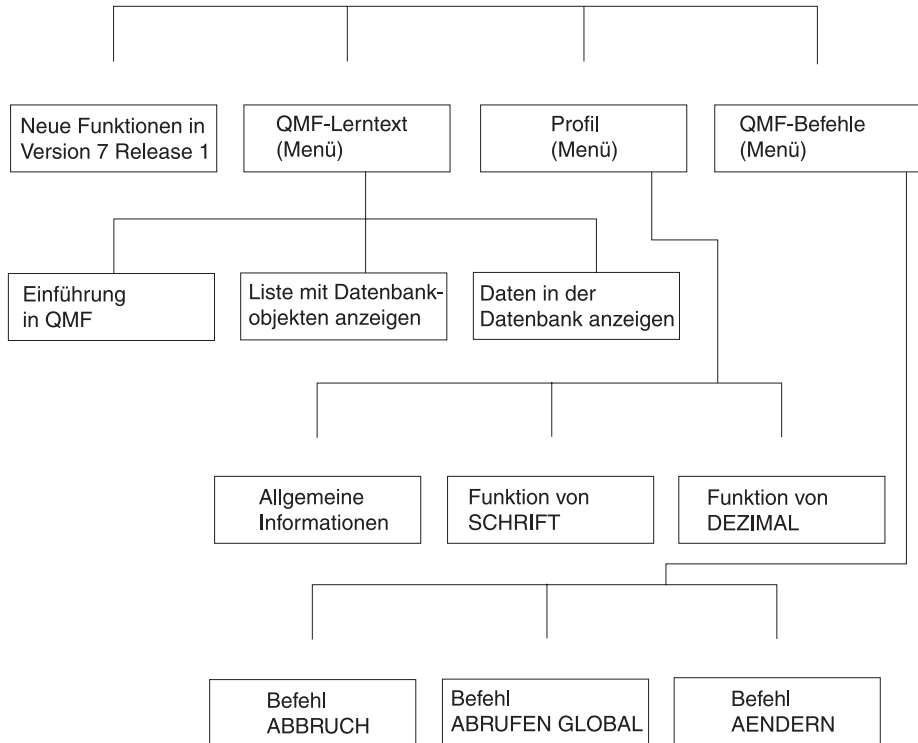 Neue Funktionen in
Version 7 Release 1
QMF-Lerntext
(Menü)
Profil
(Menü)
QMF-Befehle
(Menü)
Einführung
in QMF
Liste mit Datenbank-
objekten anzeigen
Daten in der
Datenbank anzeigen
Allgemeine
Informationen
Funktion von
SCHRIFT
Funktion von
DEZIMAL
Befehl
ABBRUCH
Befehl
ABRUFEN GLOBAL
Befehl
AENDERN